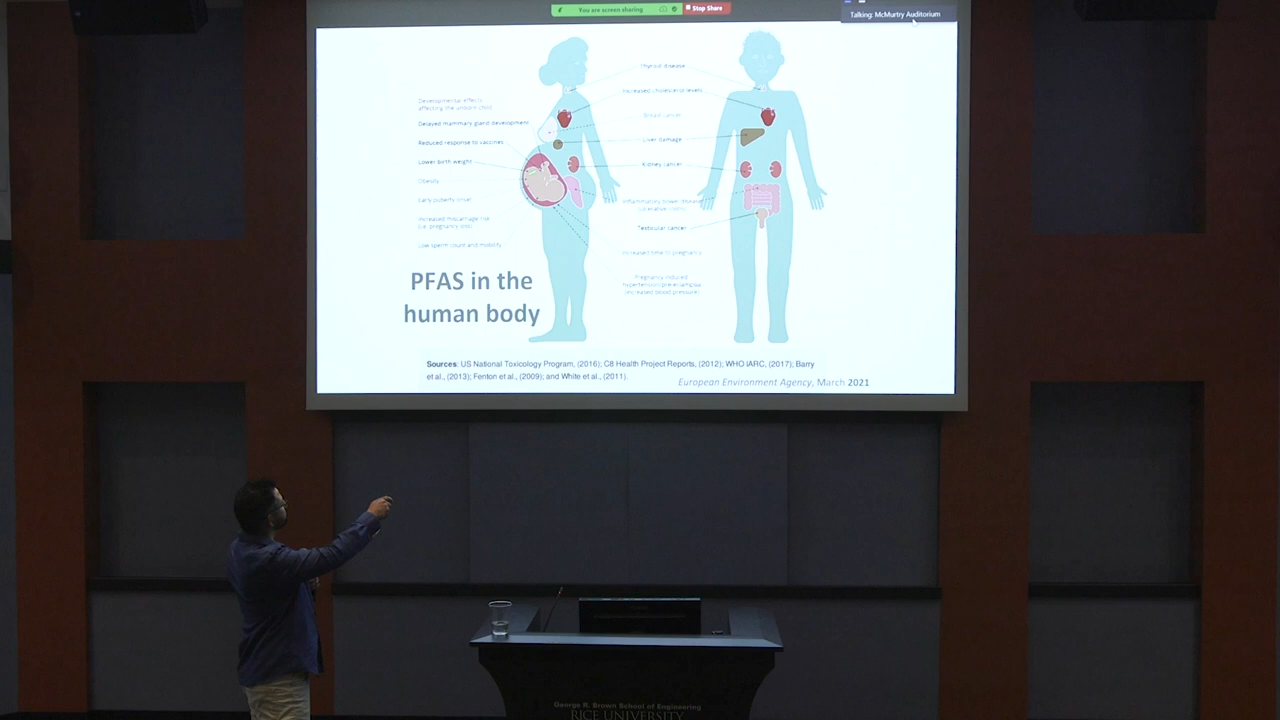 You are screen sharing
Stop Share
Talking: McMurtry Auditorium
Thyroid disease
Increased cholesterol levels
Breast cancer
Liver damage
Kidney cancer
Inflammatory bowel disease
(ulcerative colitis)
Testicular cancer
Increased time to pregnancy
Pregnancy induced
hypertension/pre-eclampsia
(increased blood pressure)
Developmental effects
affecting the unborn child
Delayed mammary gland development
Reduced response to vaccines
Lower birth weight
Obesity
Early puberty onset
Increased miscarriage risk
(i.e. pregnancy loss)
Low sperm count and mobility
PFAS in the
human body
Sources: US National Toxicology Program, (2016); C8 Health Project Reports, (2012); WHO IARC, (2017); Barry
et al., (2013); Fenton et al., (2009); and White et al., (2011).
European Environment Agency, March 2021
George R. Brown School of Engineering
RICE UNIVERSITY